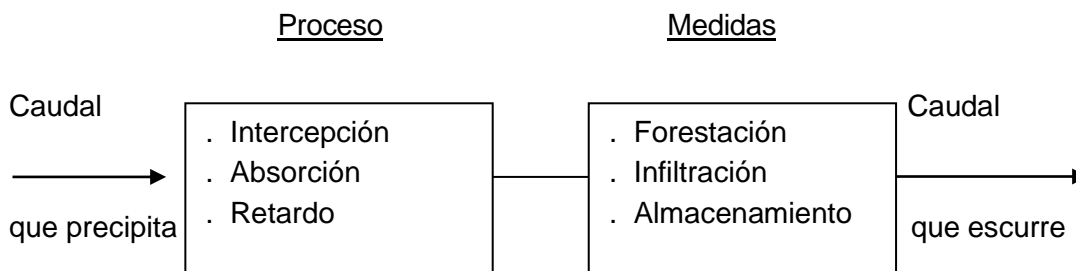 Proceso
Medidas
Caudal
que precipita
. Intercepción
. Absorción
. Retardo
. Forestación
. Infiltración
. Almacenamiento
Caudal
que escurre